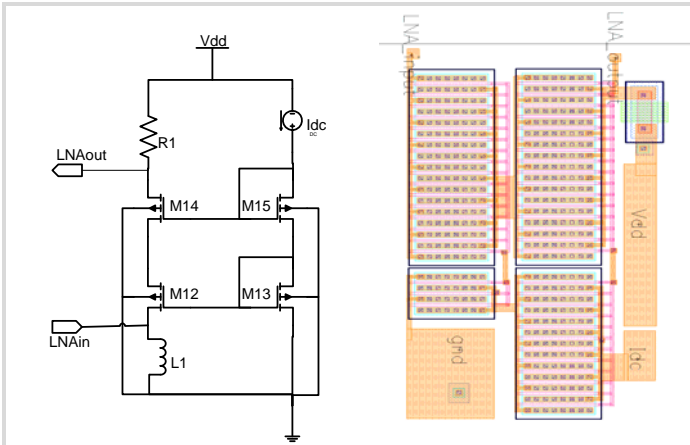 Vdd
Idc
DC
R1
LNAout
M14
M15
M12
M13
LNAin
L1
LNA_input
LNA_output
Vdd
gnd
Idc